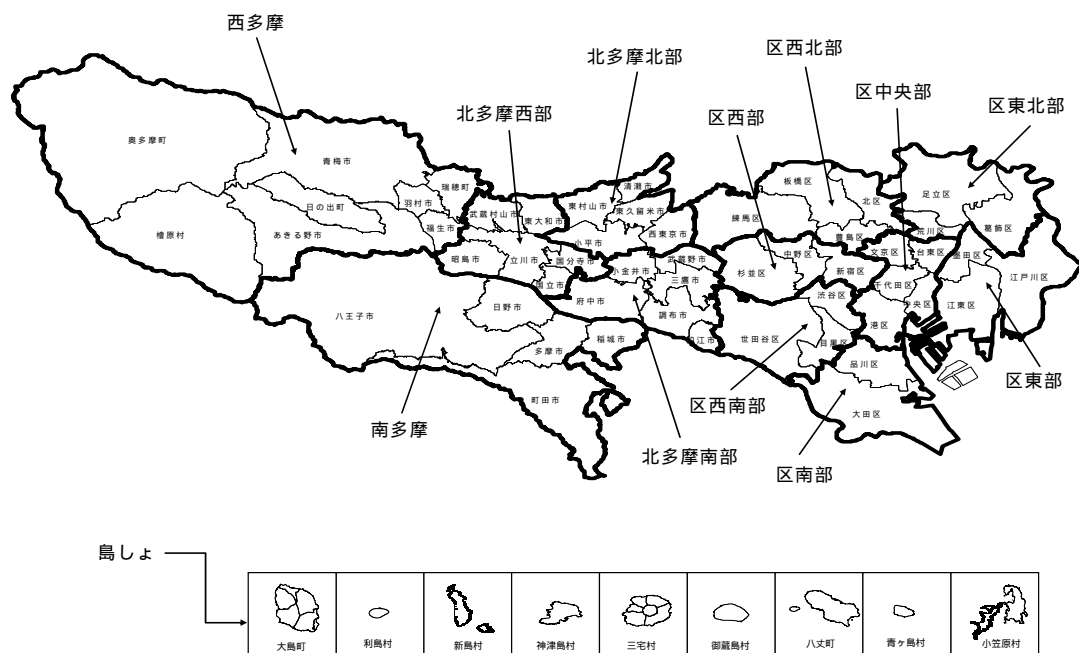 西多摩
区西北部
北多摩北部
区中央部
北多摩西部
区西部
区東北部
奥多摩町
青梅市
瑞穂町
清瀬市
板橋区
足立区
羽村市
日の出町
武蔵村山市
東大和市
東村山市
東久留米市
練馬区
北区
福生市
あきる野市
檜原村
小平市
西東京市
豊島区
荒川区
葛飾区
昭島市
立川市
国分寺市
小金井市
武蔵野市
中野区
文京区
台東区
墨田区
国立市
三鷹市
杉並区
新宿区
千代田区
江戸川区
八王子市
日野市
府中市
調布市
渋谷区
中央区
江東区
多摩市
稲城市
狛江市
世田谷区
目黒区
港区
品川区
町田市
大田区
区東部
区西南部
南多摩
北多摩南部
区南部
島しょ
大島町
利島村
新島村
神津島村
三宅村
御蔵島村
八丈町
青ヶ島村
小笠原村